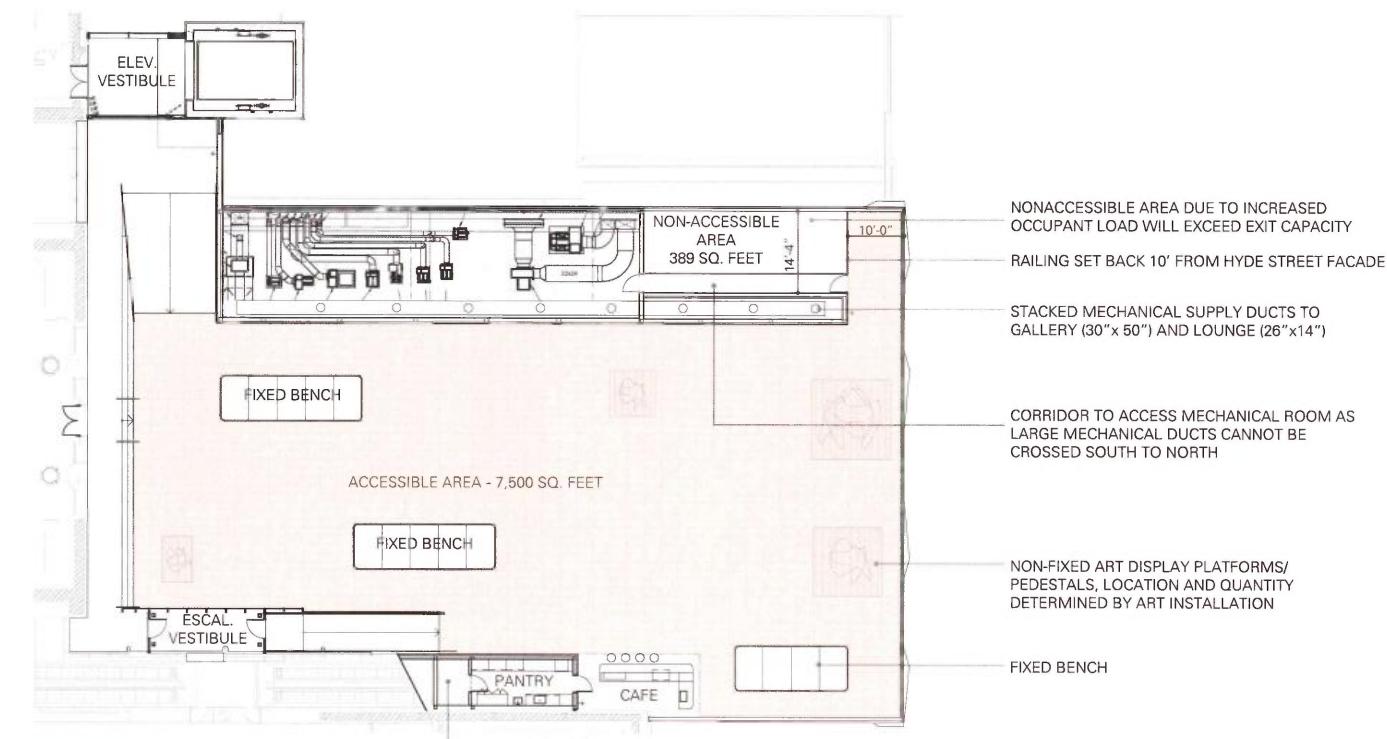 ELEV.
VESTIBULE
NON-ACCESSIBLE
AREA
389 SQ. FEET
14'-4"
10'-0"
NONACCESSIBLE AREA DUE TO INCREASED
OCCUPANT LOAD WILL EXCEED EXIT CAPACITY
RAILING SET BACK 10' FROM HYDE STREET FACADE
STACKED MECHANICAL SUPPLY DUCTS TO
GALLERY (30"x 50") AND LOUNGE (26"x14")
FIXED BENCH
CORRIDOR TO ACCESS MECHANICAL ROOM AS
LARGE MECHANICAL DUCTS CANNOT BE
CROSSED SOUTH TO NORTH
ACCESSIBLE AREA - 7,500 SQ. FEET
FIXED BENCH
NON-FIXED ART DISPLAY PLATFORMS/
PEDESTALS, LOCATION AND QUANTITY
DETERMINED BY ART INSTALLATION
ESCAL.
VESTIBULE
FIXED BENCH
PANTRY
CAFE